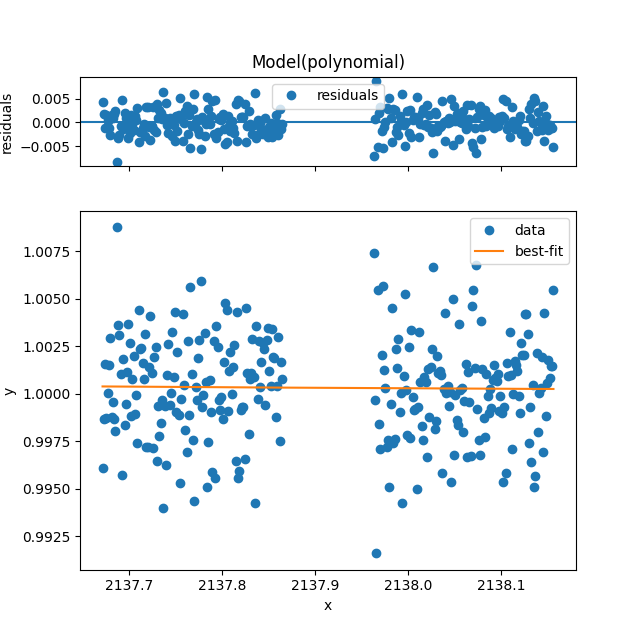 Model(polynomial)
residuals
0.005
0.000
−0.005
residuals
data
best-fit
1.0075
1.0050
1.0025
1.0000
0.9975
0.9950
0.9925
y
2137.7 2137.8 2137.9 2138.0 2138.1
x